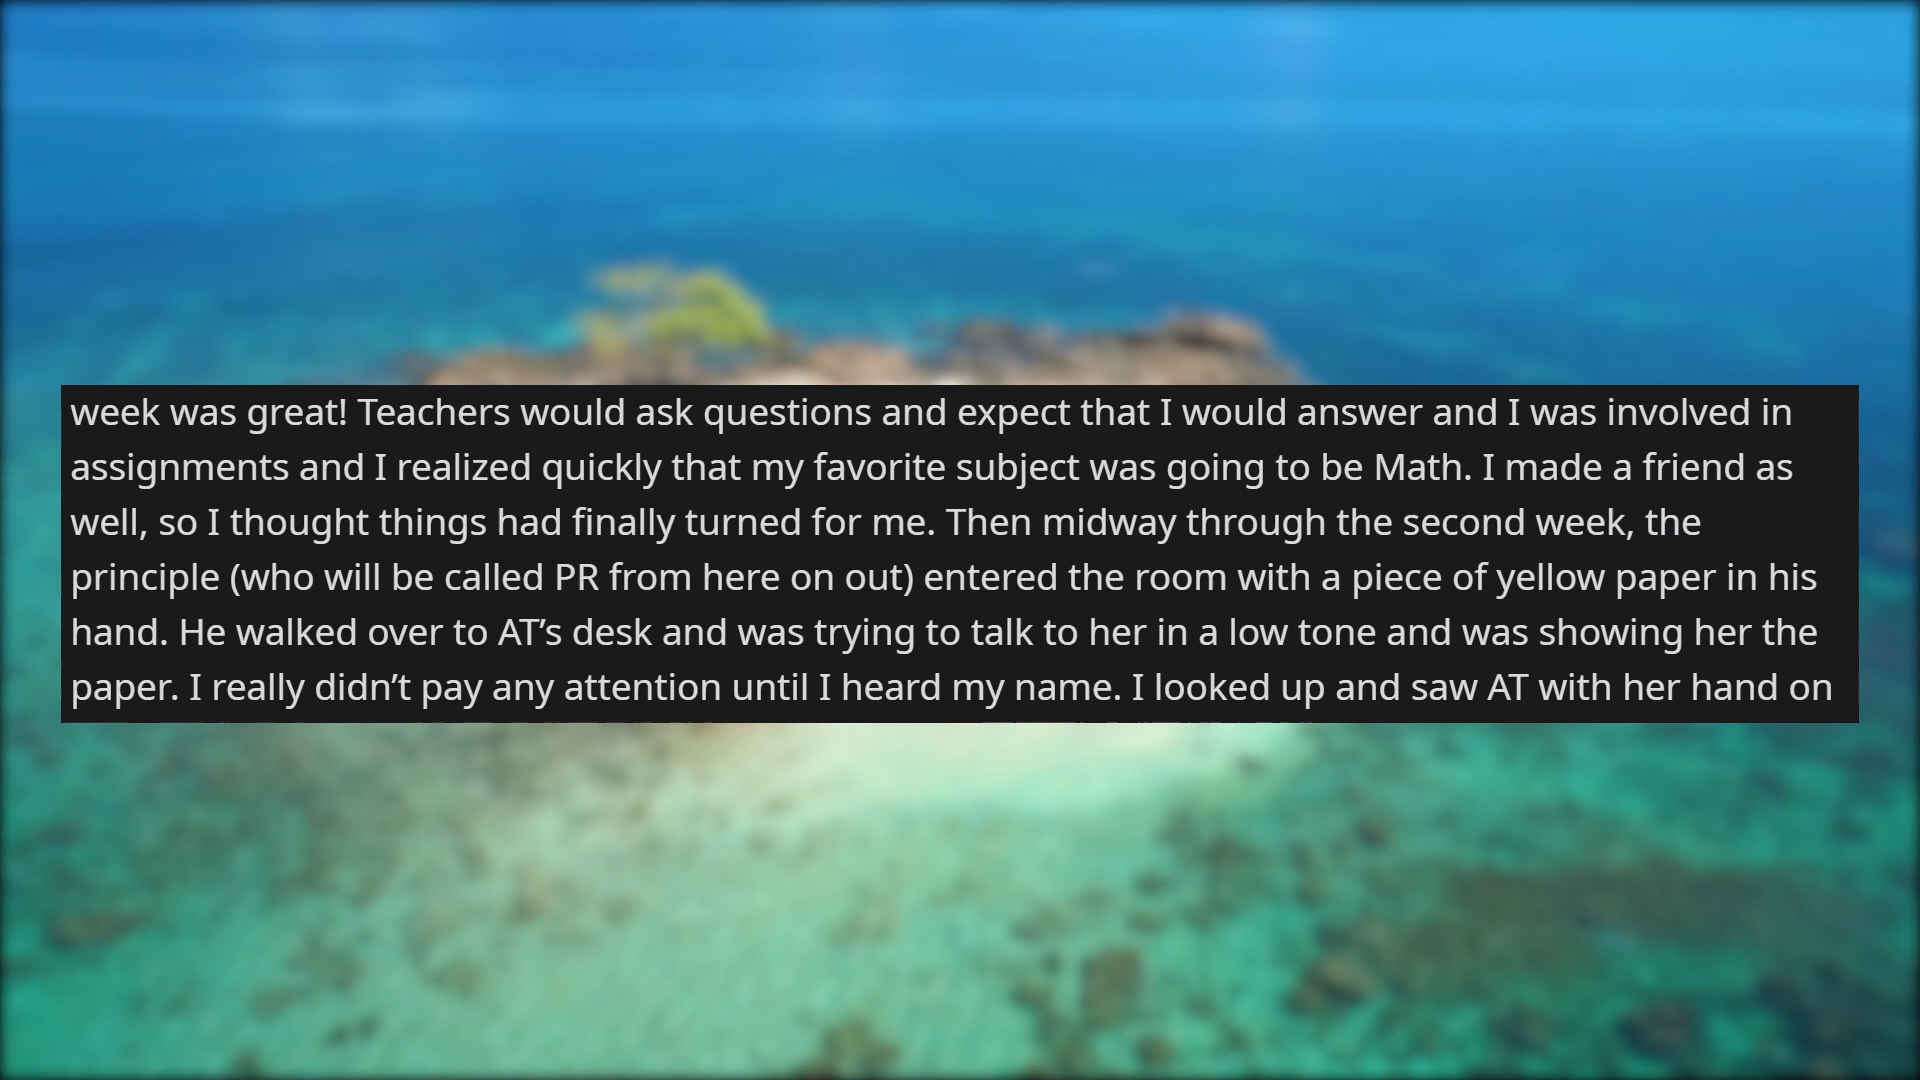 week was great! Teachers would ask questions and expect that I would answer and I was involved in
assignments and I realized quickly that my favorite subject was going to be Math. I made a friend as
well, so I thought things had finally turned for me. Then midway through the second week, the
principle (who will be called PR from here on out) entered the room with a piece of yellow paper in his
hand. He walked over to AT’s desk and was trying to talk to her in a low tone and was showing her the
paper. I really didn’t pay any attention until I heard my name. I looked up and saw AT with her hand on